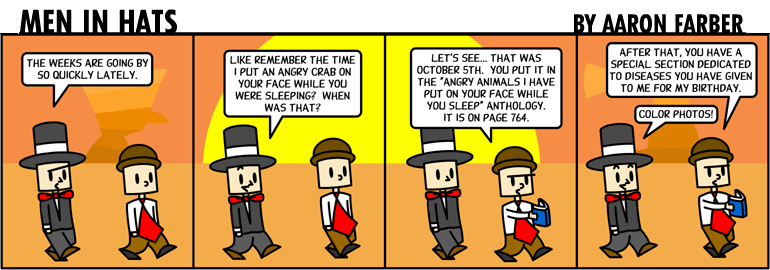 MEN IN HATS
BY AARON FARBER
THE WEEKS ARE GOING BY
SO QUICKLY LATELY.
LIKE REMEMBER THE TIME
I PUT AN ANGRY CRAB ON
YOUR FACE WHILE YOU
WERE SLEEPING? WHEN
WAS THAT?
LET'S SEE... THAT WAS
OCTOBER 5TH. YOU PUT IT IN
THE "ANGRY ANIMALS I HAVE
PUT ON YOUR FACE WHILE
YOU SLEEP" ANTHOLOGY.
IT IS ON PAGE 764.
AFTER THAT, YOU HAVE A
SPECIAL SECTION DEDICATED
TO DISEASES YOU HAVE GIVEN
TO ME FOR MY BIRTHDAY.
COLOR PHOTOS!